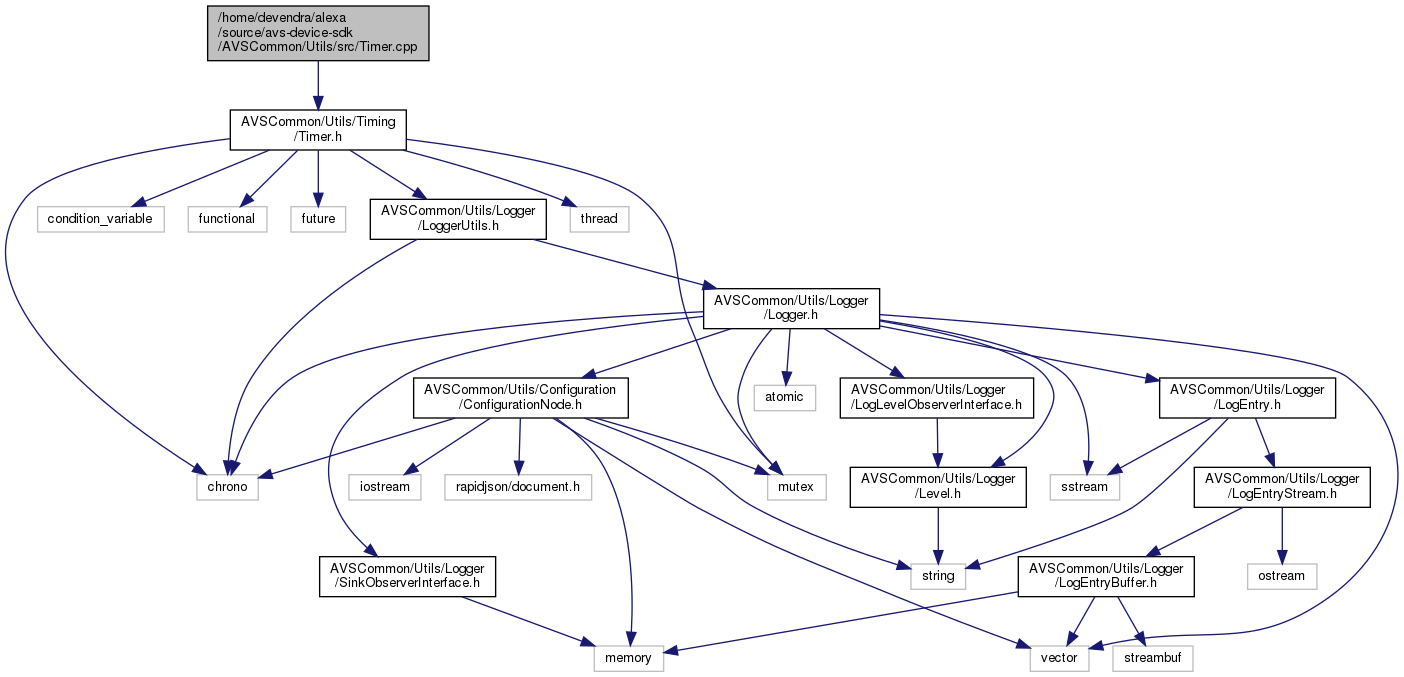 /home/devendra/alexa
/source/avs-device-sdk
/AVSCommon/Utils/src/Timer.cpp
AVSCommon/Utils/Timing
/Timer.h
condition_variable
functional
future
AVSCommon/Utils/Logger
/LoggerUtils.h
thread
AVSCommon/Utils/Logger
/Logger.h
AVSCommon/Utils/Configuration
/ConfigurationNode.h
atomic
AVSCommon/Utils/Logger
/LogLevelObserverInterface.h
AVSCommon/Utils/Logger
/LogEntry.h
chrono
iostream
rapidjson/document.h
mutex
AVSCommon/Utils/Logger
/Level.h
sstream
AVSCommon/Utils/Logger
/LogEntryStream.h
AVSCommon/Utils/Logger
/SinkObserverInterface.h
string
AVSCommon/Utils/Logger
/LogEntryBuffer.h
ostream
memory
vector
streambuf